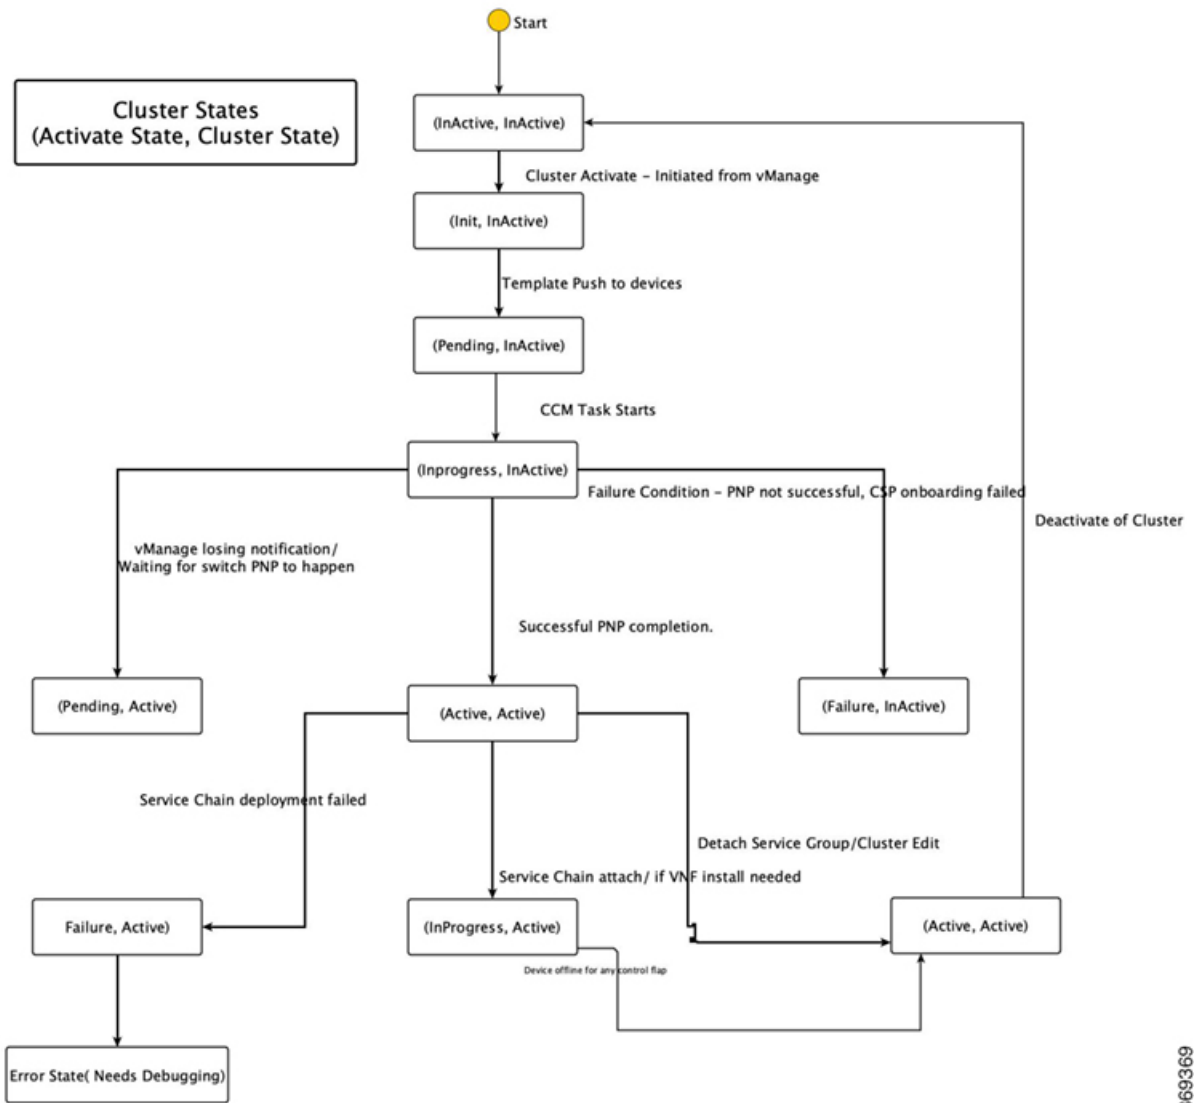 Start
Cluster States
(Activate State, Cluster State)
(InActive, InActive)
Cluster Activate – Initiated from vManage
(Init, InActive)
Template Push to devices
(Pending, InActive)
CCM Task Starts
(Inprogress, InActive)
Failure Condition – PNP not successful, CSP onboarding failed
Deactivate of Cluster
vManage losing notification/
Waiting for switch PNP to happen
Successful PNP completion.
(Pending, Active)
(Active, Active)
(Failure, InActive)
Service Chain deployment failed
Detach Service Group/Cluster Edit
Service Chain attach/ if VNF install needed
Failure, Active)
(InProgress, Active)
(Active, Active)
Device offline for any control flap
Error State( Needs Debugging)